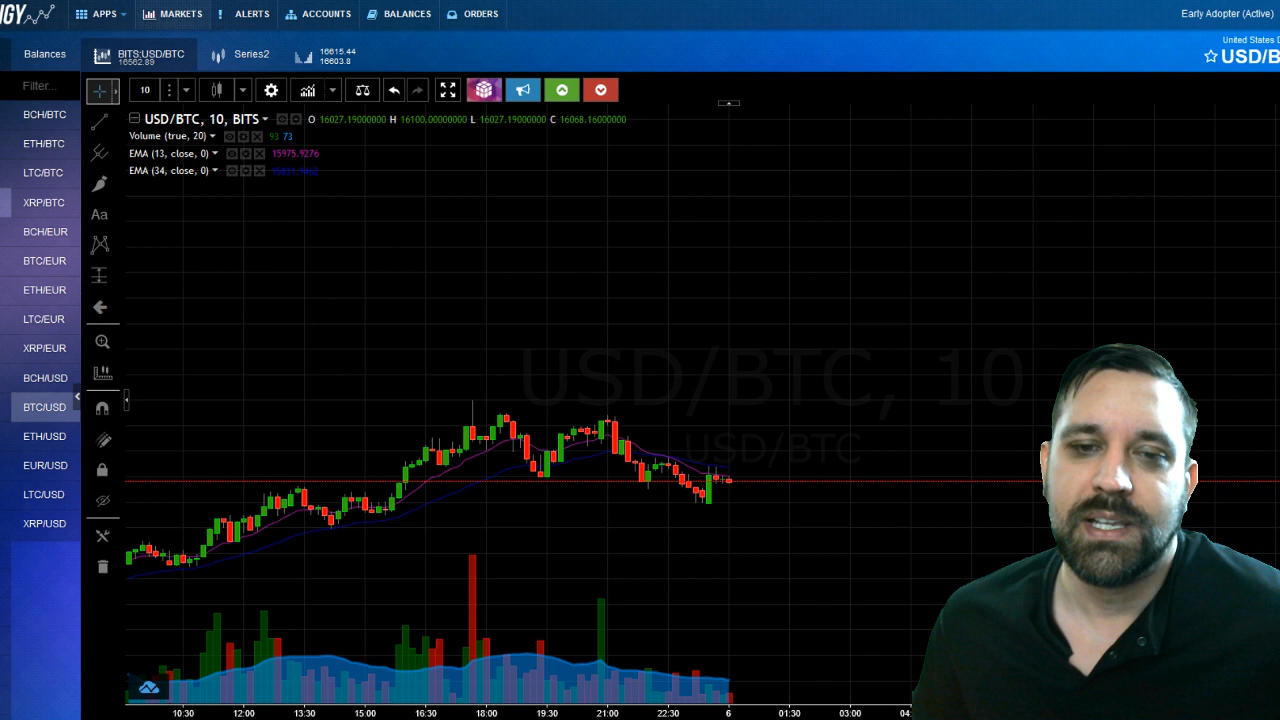 IGY
APPS
MARKETS
! ALERTS
ACCOUNTS
BALANCES
ORDERS
Early Adopter (Active)
Balances
BITS:USD/BTC
16562.89
Series2
16615.44
16603.8
United States D
USD/B
Filter...
10
BCH/BTC
ETH/BTC
LTC/BTC
XRP/BTC
BCH/EUR
BTC/EUR
ETH/EUR
LTC/EUR
XRP/EUR
BCH/USD
BTC/USD
ETH/USD
EUR/USD
LTC/USD
XRP/USD
Aa
USD/BTC, 10, BITS
O 16027.19000000 H 16100.00000000 L 16027.19000000 C 16068.16000000
Volume (true, 20) 93 73
EMA (13, close, 0) 15975.9276
EMA (34, close, 0)
USD/BTC, 10
USD/BTC
10:30 12:00 13:30 15:00 16:30 18:00 19:30 21:00 22:30 6 01:30 03:00 04: